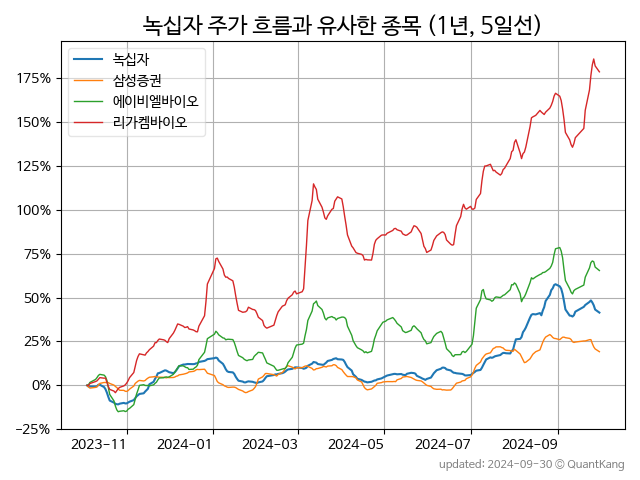 녹십자 주가 흐름과 유사한 종목 (1년, 5일선)
녹십자
삼성증권
에이비엘바이오
리가켐바이오
175%
150%
125%
100%
75%
50%
25%
0%
−25%
2023-11
2024-01
2024-03
2024-05
2024-07
2024-09
updated: 2024-09-30 © QuantKang